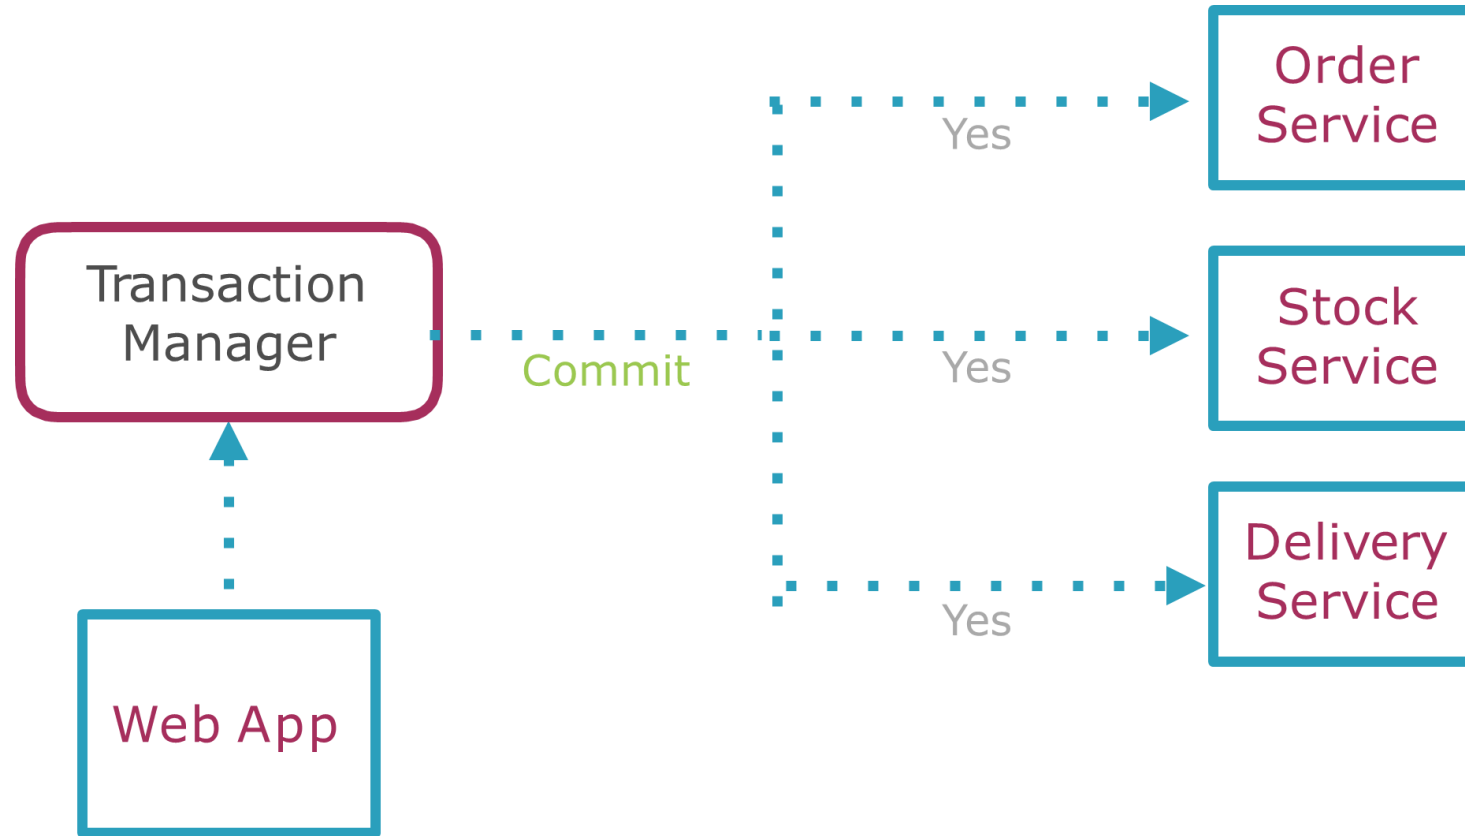 Order
Service
Yes
Transaction
Manager
Commit
Stock
Service
Yes
Delivery
Service
Yes
Web App